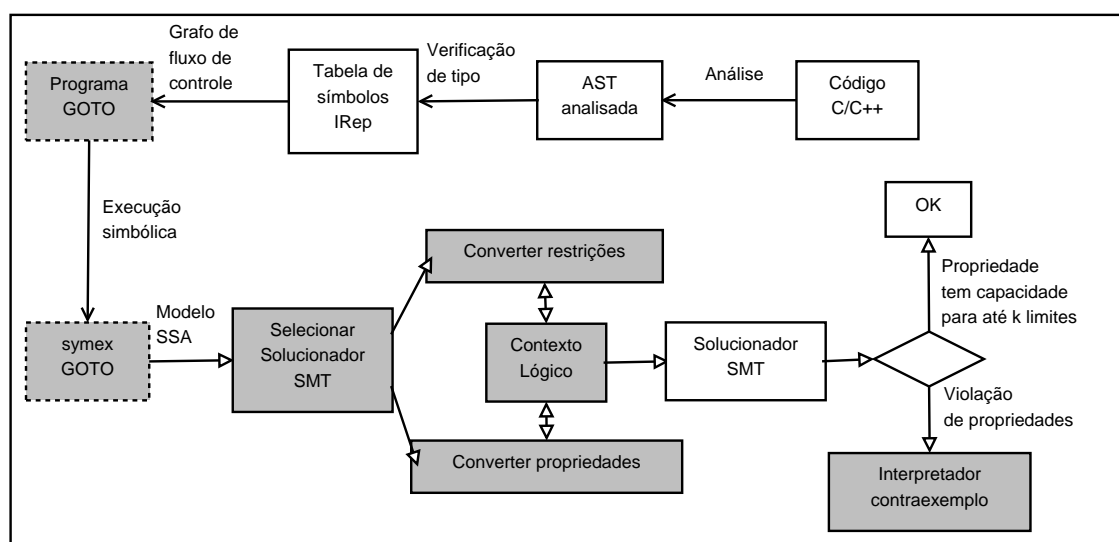 Grafo de
fluxo de
controle
Programa
GOTO
Tabela de
símbolos
IRep
Verificação
de tipo
AST
analisada
Análise
Código
C/C++
Execução
simbólica
symex
GOTO
Modelo
SSA
Selecionar
Solucionador
SMT
Converter restrições
Contexto
Lógico
Converter propriedades
Solucionador
SMT
OK
Propriedade
tem capacidade
para até k limites
Violação
de propriedades
Interpretador
contraexemplo